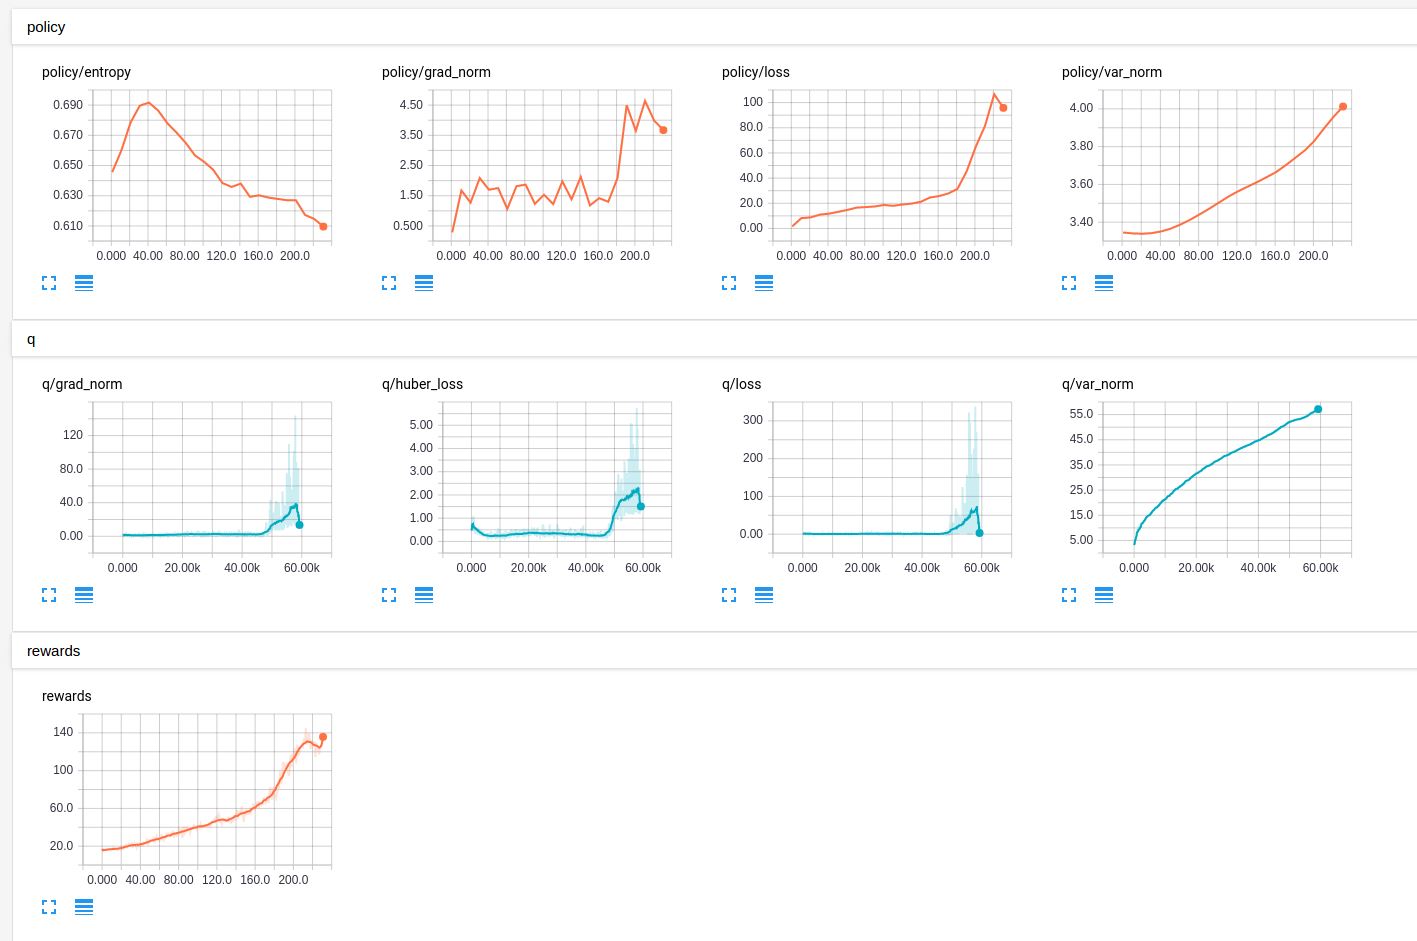 policy
policy/entropy policy/grad_norm policy/loss policy/var_norm
0.690 4.50 100 4.00
0.670 3.50 80.0 3.80
0.650 2.50 60.0 3.60
0.630 1.50 40.0 3.40
0.610 0.500 20.0
0.00
0.000 40.00 80.00 120.0 160.0 200.0 0.000 40.00 80.00 120.0 160.0 200.0 0.000 40.00 80.00 120.0 160.0 200.0 0.000 40.00 80.00 120.0 160.0 200.0
q
q/grad_norm q/huber_loss q/loss q/var_norm
120 5.00 300 55.0
80.0 4.00 200 45.0
40.0 3.00 100 35.0
0.00 2.00 0.00 25.0
1.00 15.0
0.00 5.00
0.000 20.00k 40.00k 60.00k 0.000 20.00k 40.00k 60.00k 0.000 20.00k 40.00k 60.00k 0.000 20.00k 40.00k 60.00k
rewards
rewards
140
100
60.0
20.0
0.000 40.00 80.00 120.0 160.0 200.0